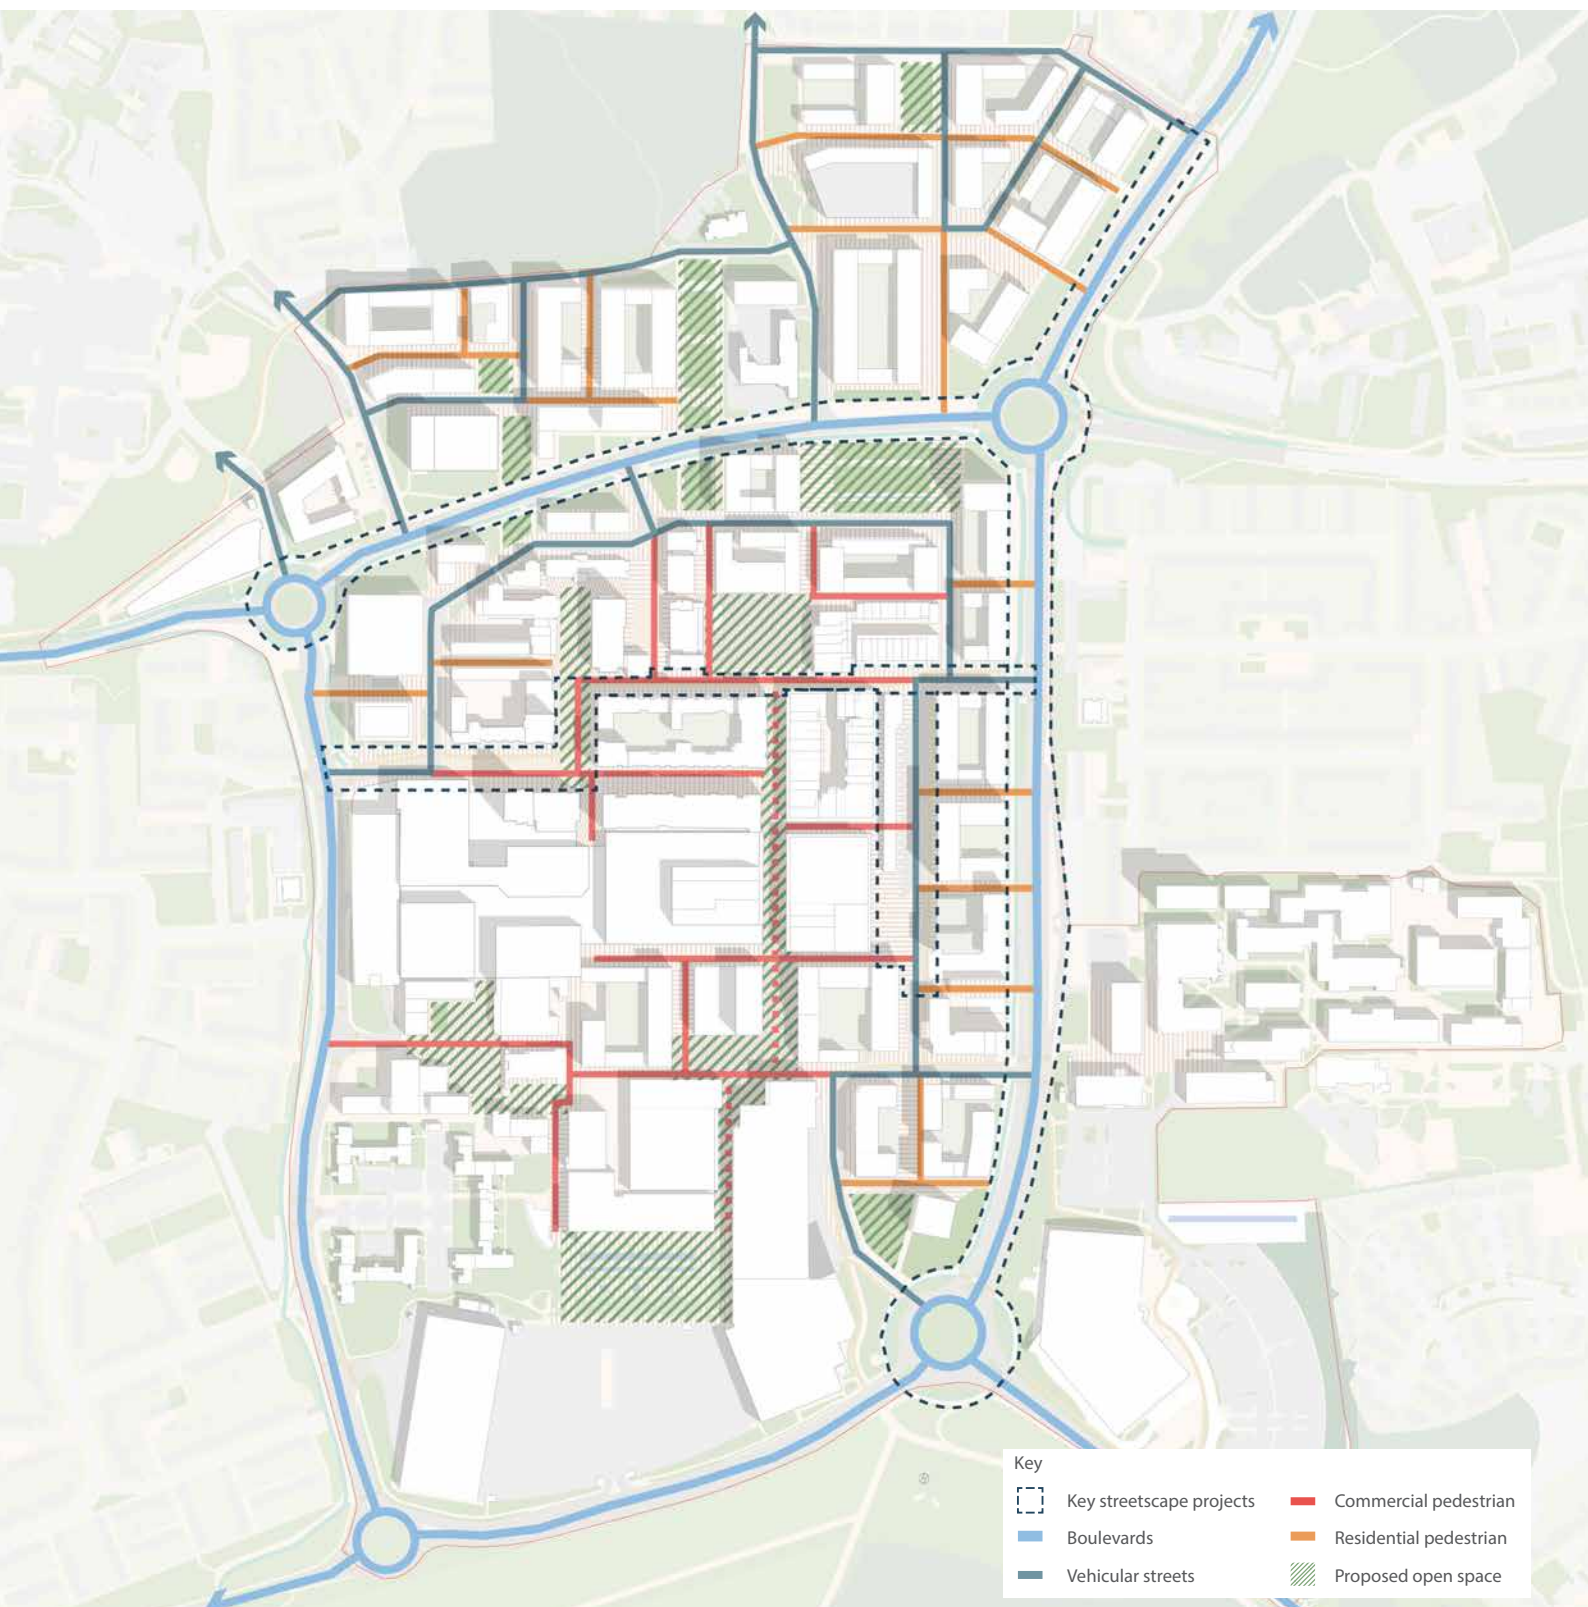 Key
Key streetscape projects
Boulevards
Vehicular streets
Commercial pedestrian
Residential pedestrian
Proposed open space